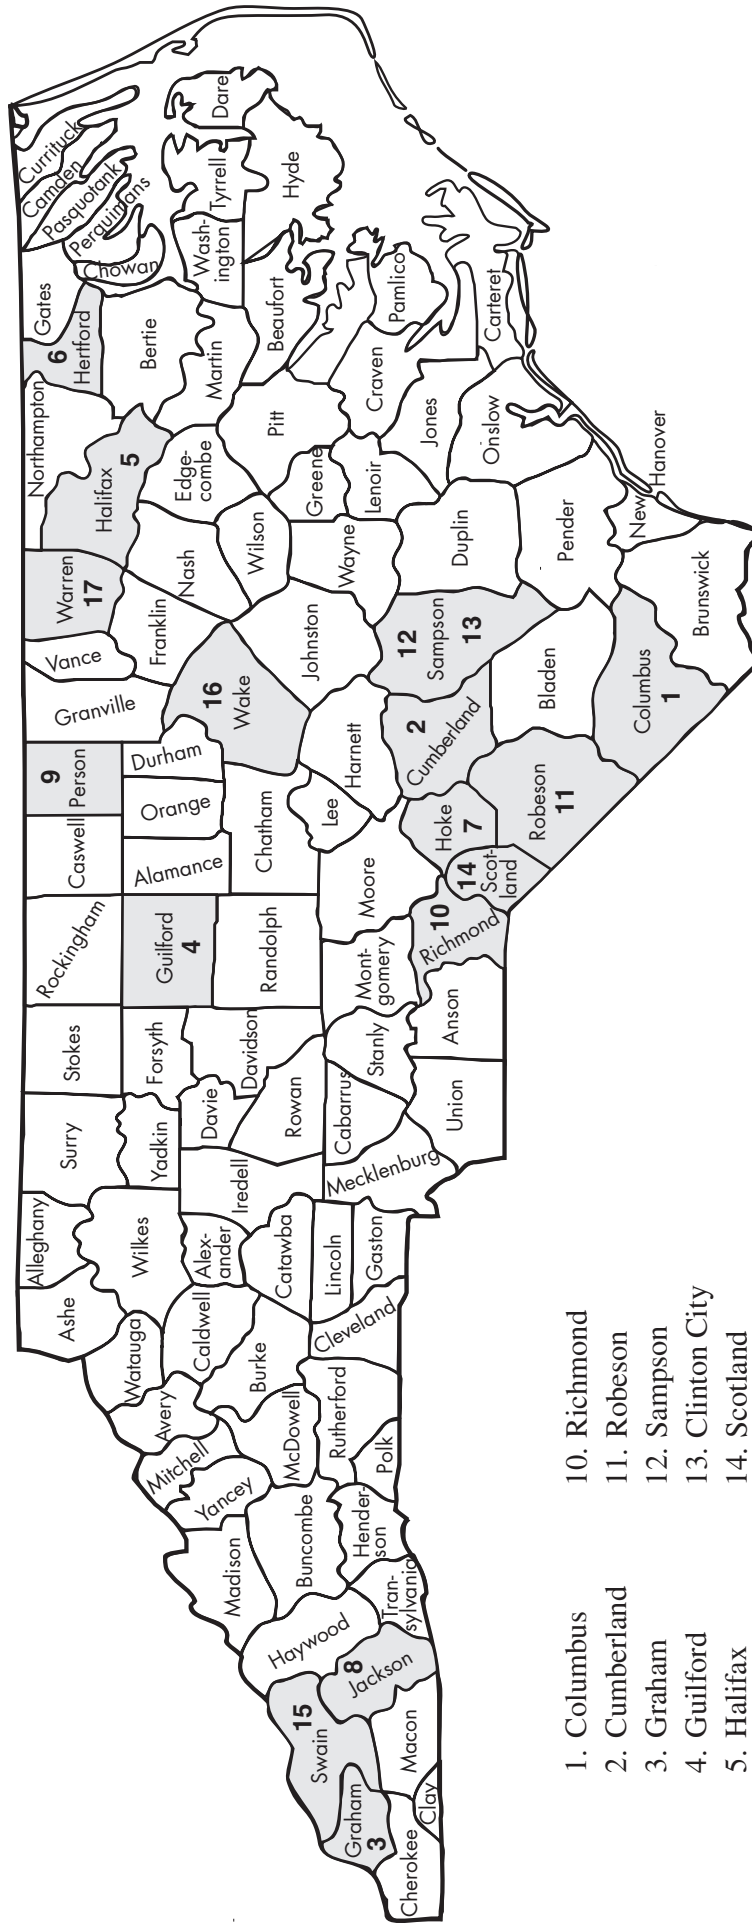 Cherokee
Graham
3
Clay
Swain
15
Macon
Jackson
8
Haywood
Tran-
sylvania
Madison
Buncombe
Hender-
son
Yancey
Mitchell
McDowell
Polk
Rutherford
Avery
Watauga
Burke
Caldwell
Cleveland
Ashe
Alleghany
Wilkes
Alex-
ander
Catawba
Lincoln
Gaston
Surry
Yadkin
Iredell
Mecklenburg
Davie
Rowan
Cabarrus
Union
Stokes
Forsyth
Davidson
Stanly
Anson
Rockingham
Guilford
4
Randolph
Mont-
gomery
Richmond
10
Caswell
Alamance
Chatham
Moore
Scot-
land
14
Hoke
7
Person
9
Orange
Durham
Lee
Harnett
Cumberland
2
Robeson
11
Granville
Wake
16
Johnston
Sampson
12
13
Bladen
Columbus
1
Vance
Warren
17
Franklin
Nash
Wilson
Wayne
Duplin
Pender
Brunswick
New
Hanover
Northampton
Halifax
5
Edge-
combe
Greene
Lenoir
Pitt
Jones
Onslow
Hertford
6
Bertie
Martin
Beaufort
Craven
Pamlico
Carteret
Gates
Chowan
Perquimans
Pasquotank
Camden
Currituck
Wash-
ington
Tyrrell
Dare
Hyde
1. Columbus
2. Cumberland
3. Graham
4. Guilford
5. Halifax
10. Richmond
11. Robeson
12. Sampson
13. Clinton City
14. Scotland